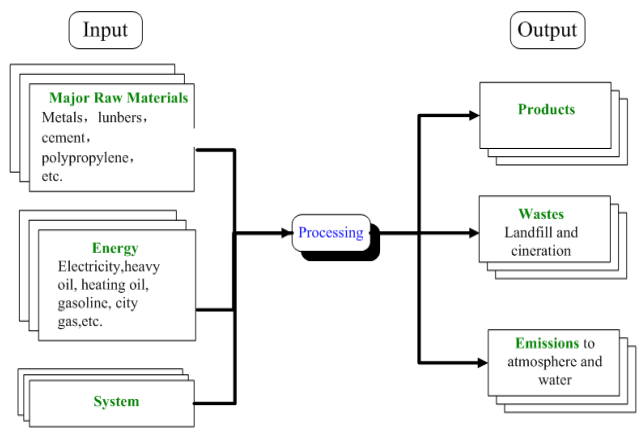 Input
Output
Major Raw Materials
Metals，lunbers，
cement，
polypropylene，
etc.
Energy
Electricity,heavy
oil, heating oil,
gasoline, city
gas,etc.
System
Processing
Products
Wastes
Landfill and
cineration
Emissions to
atmosphere and
water